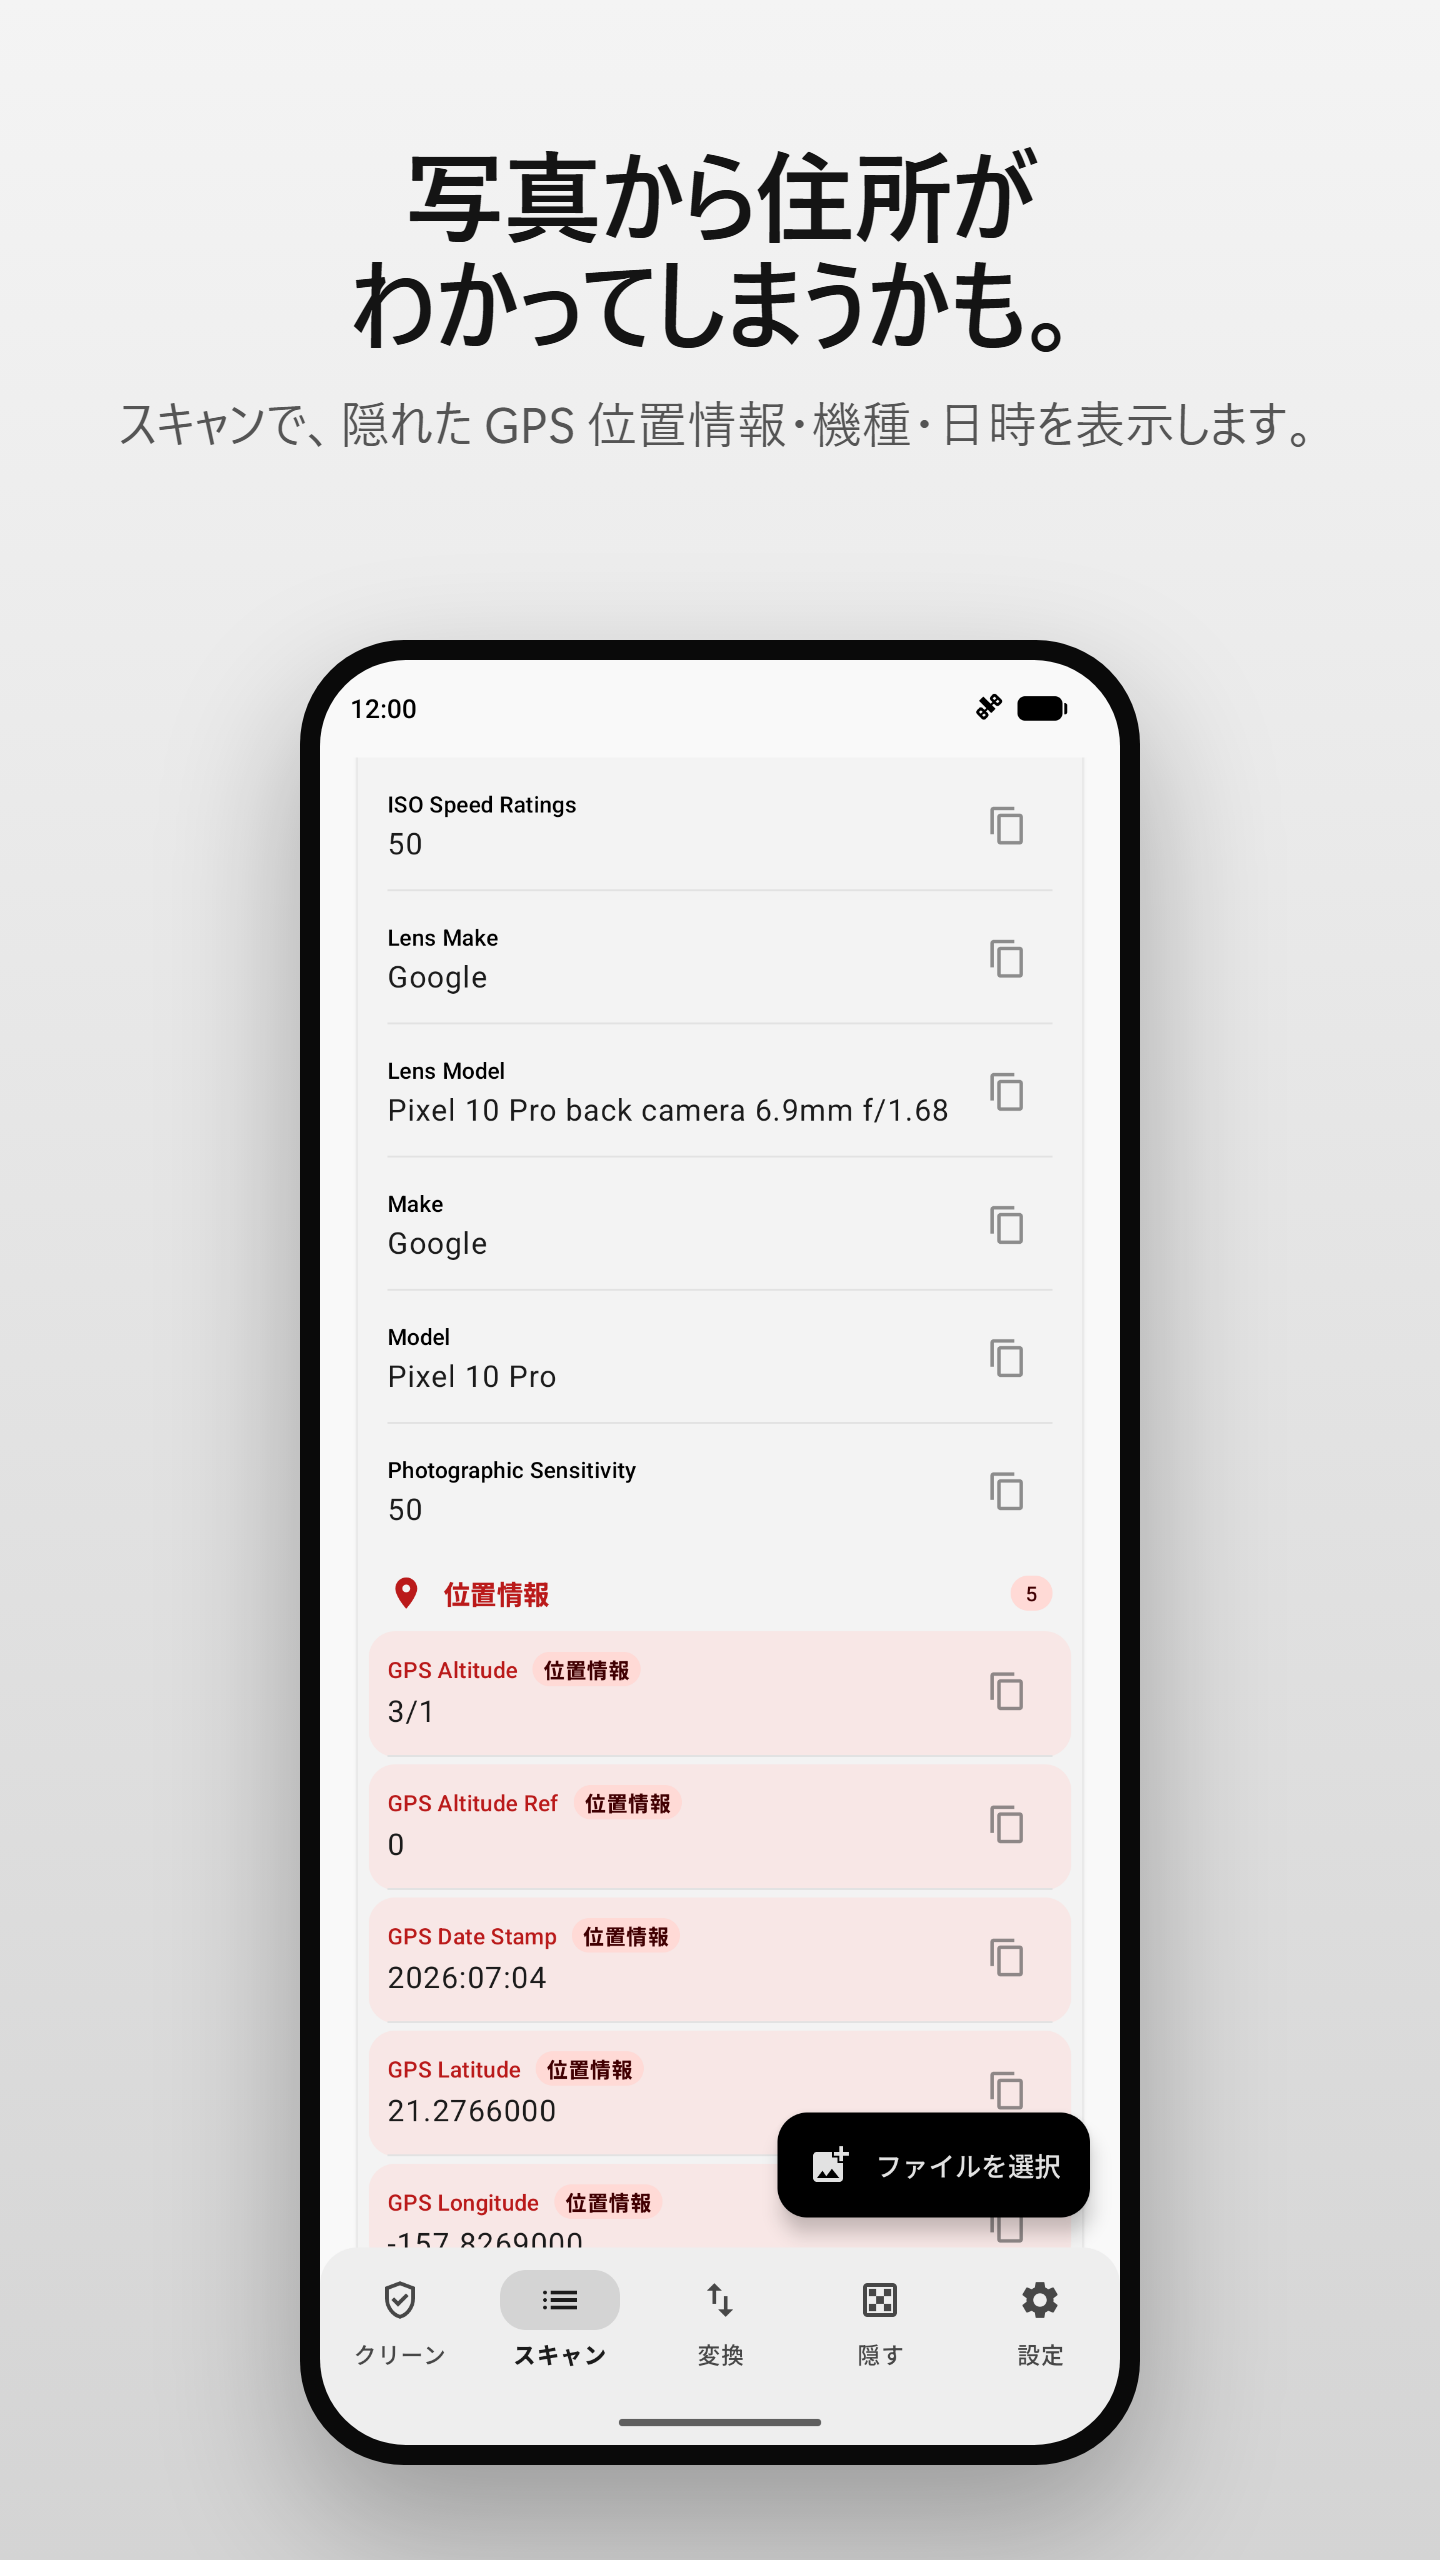 写真から住所が
わかってしまうかも。
スキャンで、隠れた GPS 位置情報・機種・日時を表示します。
12:00
ISO Speed Ratings
50
Lens Make
Google
Lens Model
Pixel 10 Pro back camera 6.9mm f/1.68
Make
Google
Model
Pixel 10 Pro
Photographic Sensitivity
50
位置情報 5
GPS Altitude 位置情報
3/1
GPS Altitude Ref 位置情報
0
GPS Date Stamp 位置情報
2026:07:04
GPS Latitude 位置情報
21.2766000
ファイルを選択
GPS Longitude 位置情報
-157.8269000
クリーン スキャン 変換 隠す 設定